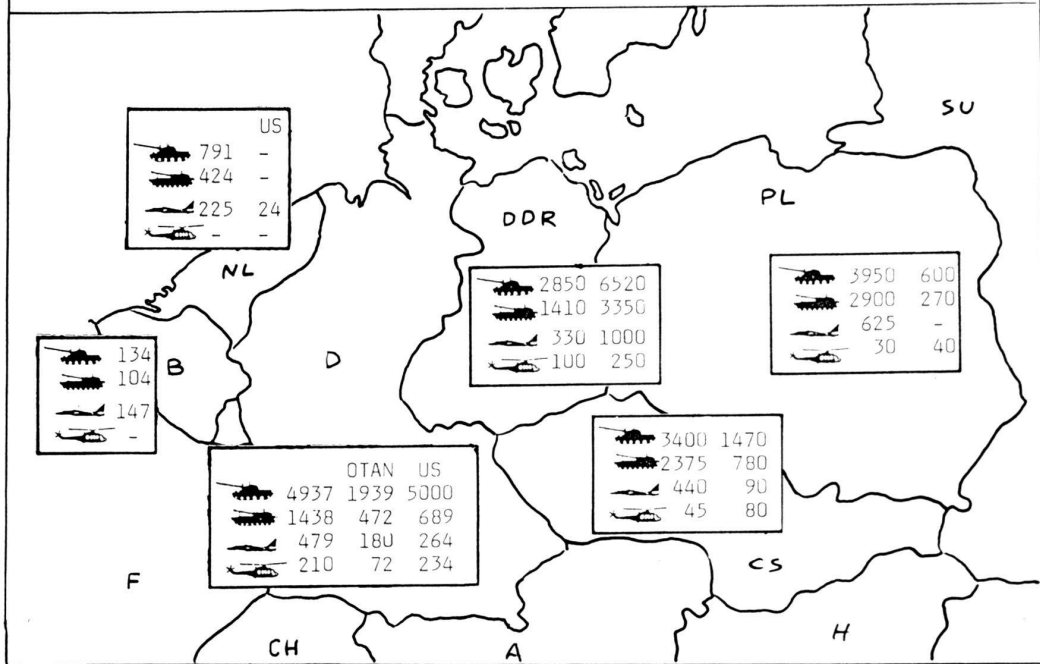 US
791 -
424 -
225 24
- -
SU
PL
DDR
NL
2850 6520
1410 3350
330 1000
100 250
3950 600
2900 270
625 -
30 40
134
104
147
-
B
D
OTAN US
4937 1939 5000
1438 472 689
479 180 264
210 72 234
3400 1470
2375 780
440 90
45 80
F
CS
CH
A
H